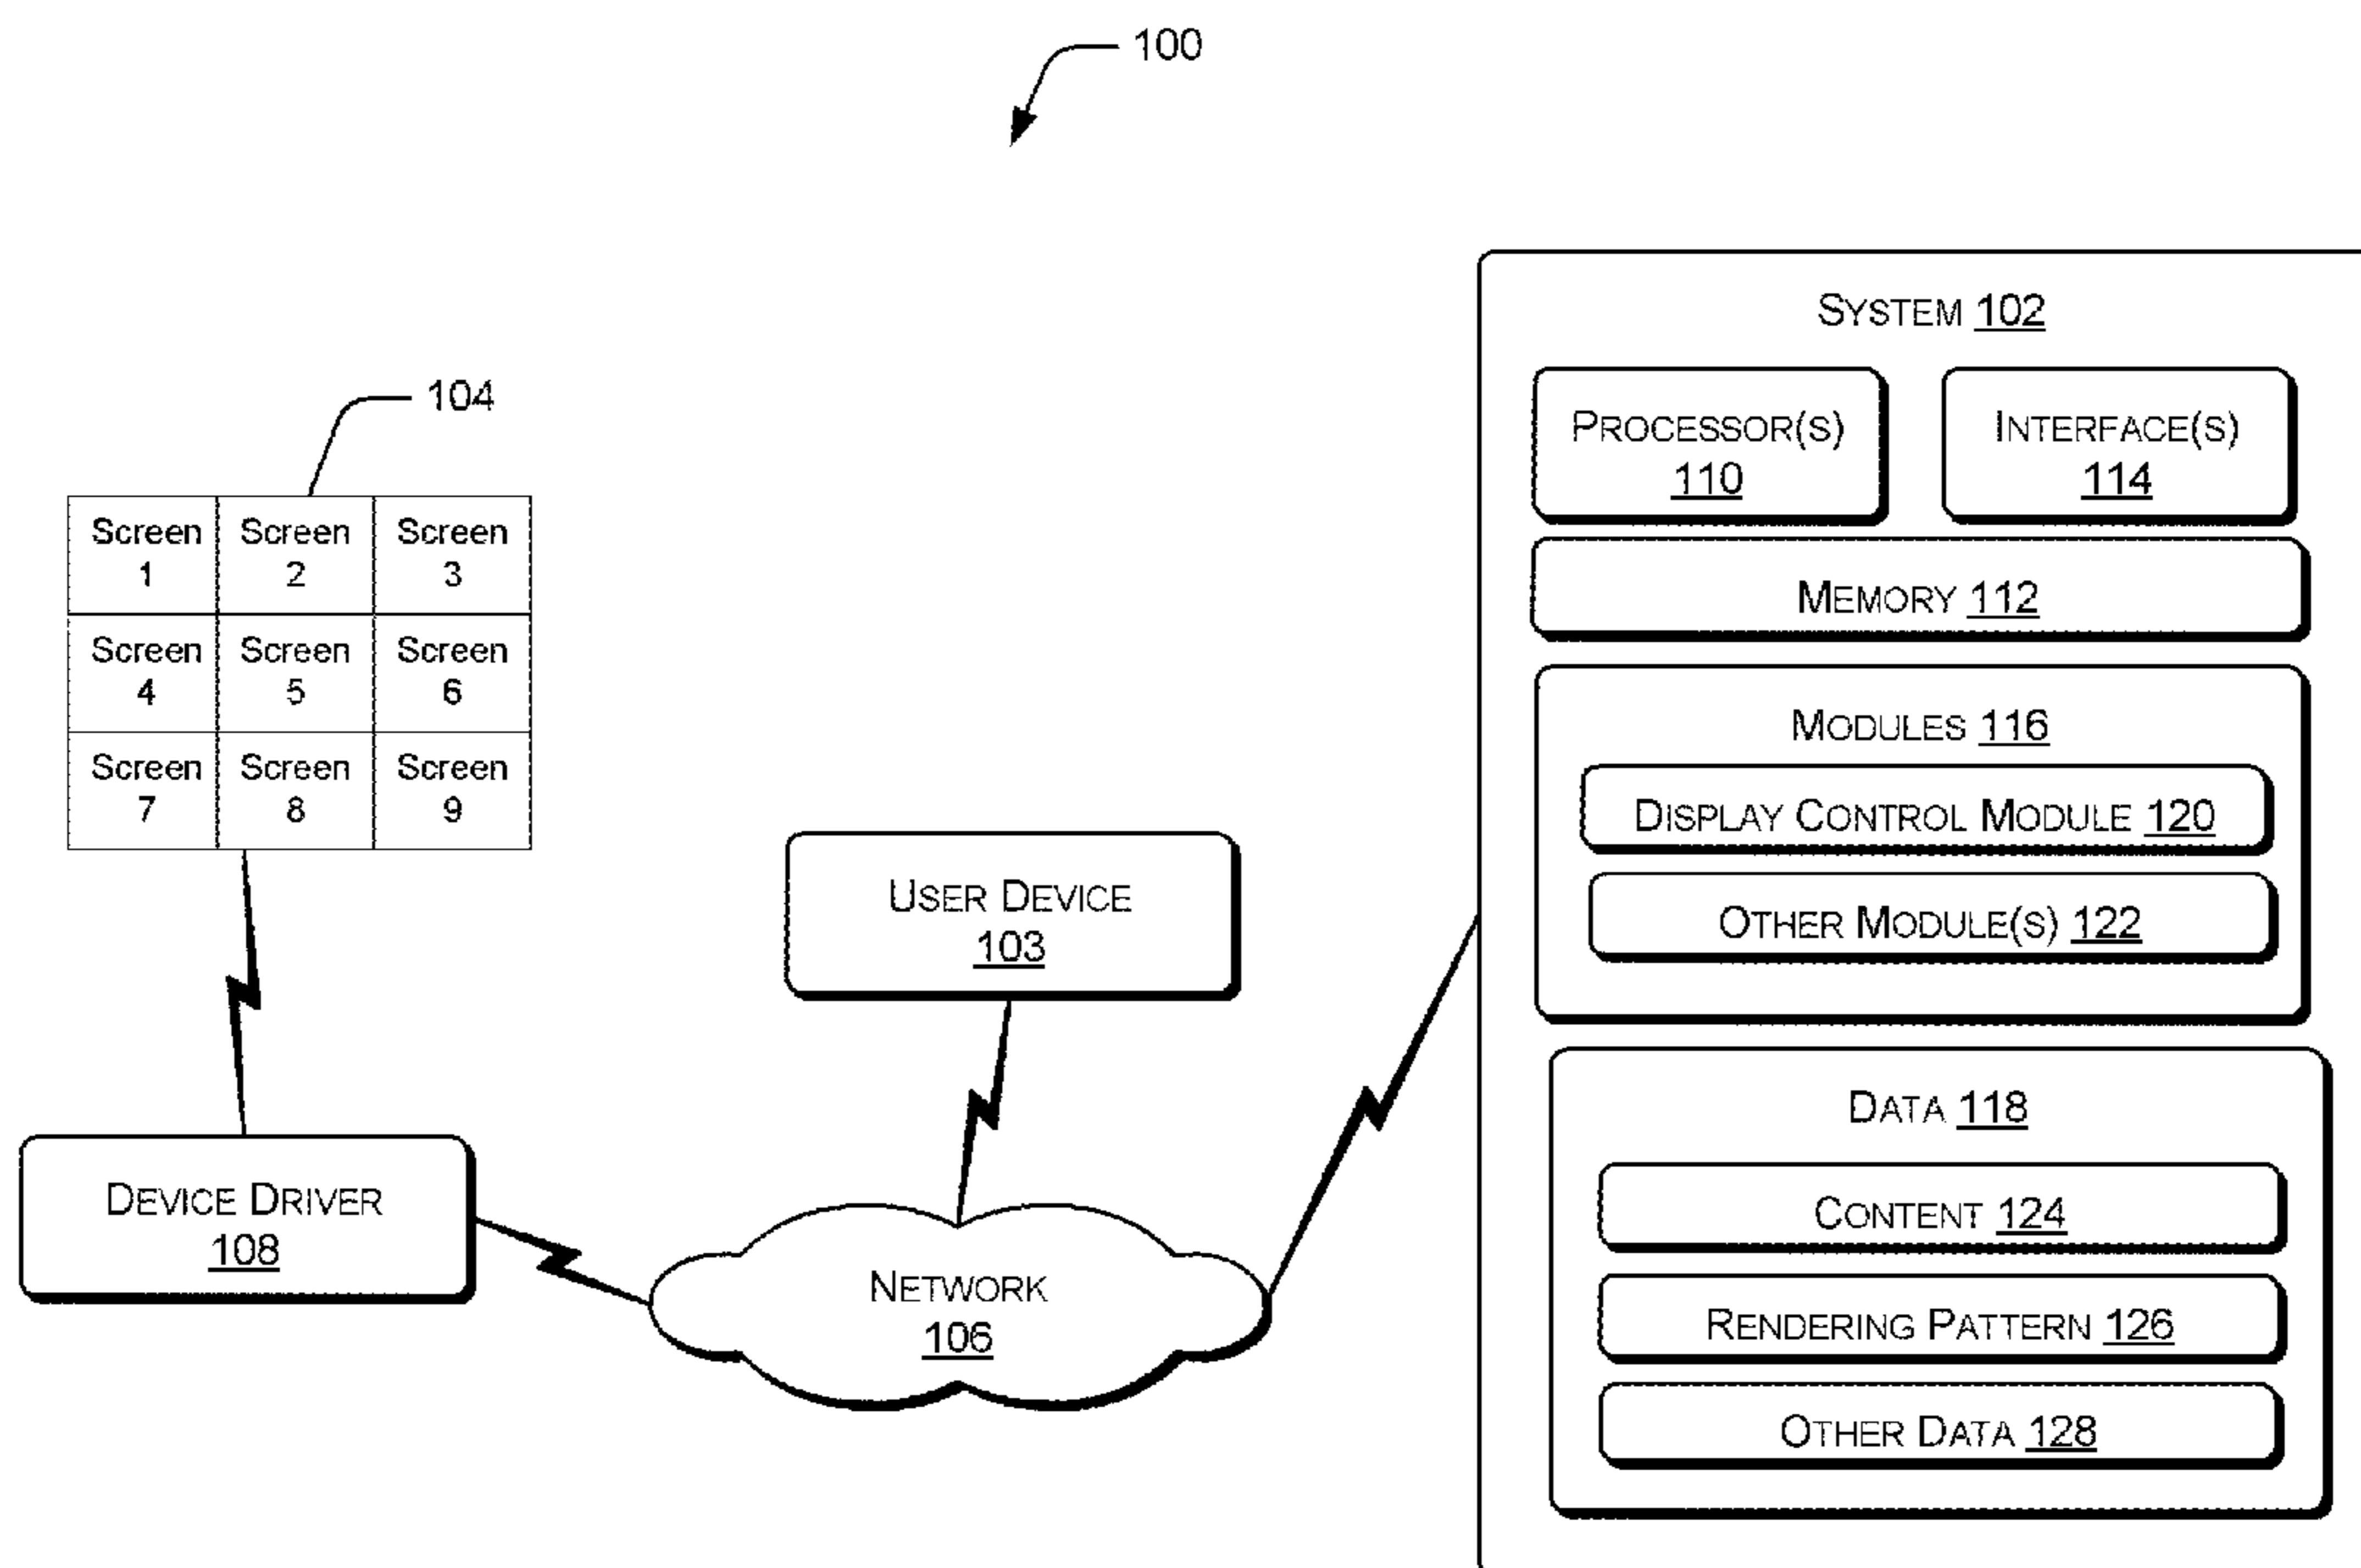 100
104
Screen 1
Screen 2
Screen 3
Screen 4
Screen 5
Screen 6
Screen 7
Screen 8
Screen 9
DEVICE DRIVER
108
USER DEVICE
103
NETWORK
106
SYSTEM 102
PROCESSOR(S)
110
INTERFACE(S)
114
MEMORY 112
MODULES 116
DISPLAY CONTROL MODULE 120
OTHER MODULE(S) 122
DATA 118
CONTENT 124
RENDERING PATTERN 126
OTHER DATA 128